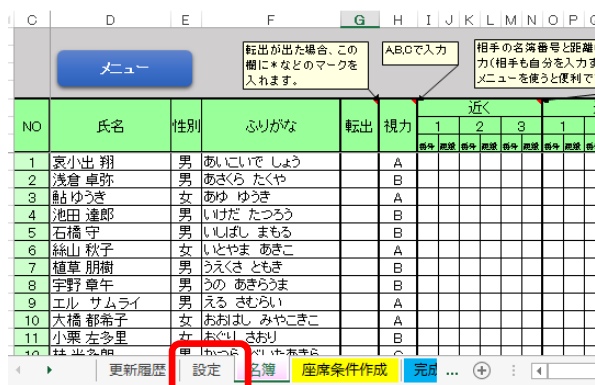 C D E F G H I J K L M N O P
メニュー
転出が出た場合、この
欄に*などのマークを
入れます。
A,B,Cで入力
相手の名簿番号と距離
力(相手も自分を入力す
メニューを使うと便利で
NO 氏名 性別 ふりがな 転出 視力 近く
1 2 3 1
番号 距離 番号 距離 番号 距離 番号 距離
1 哀小出 翔 男 あいこいで しょう A
2 浅倉 卓弥 男 あさくら たくや B
3 鮎 ゆうき 女 あゆ ゆうき A
4 池田 達郎 男 いけだ たつろう B
5 石橋 守 男 いしばし まもる B
6 絲山 秋子 女 いとやま あきこ A
7 植草 朋樹 男 うえくさ ともき B
8 宇野 章午 男 うの あきらうま B
9 エル サムライ 男 える さむらい A
10 大橋 都希子 女 おおはし みやこきこ A
11 小栗 左多里 女 おぐり さおり B
更新履歴 設定 名簿 座席条件作成 完成 ...